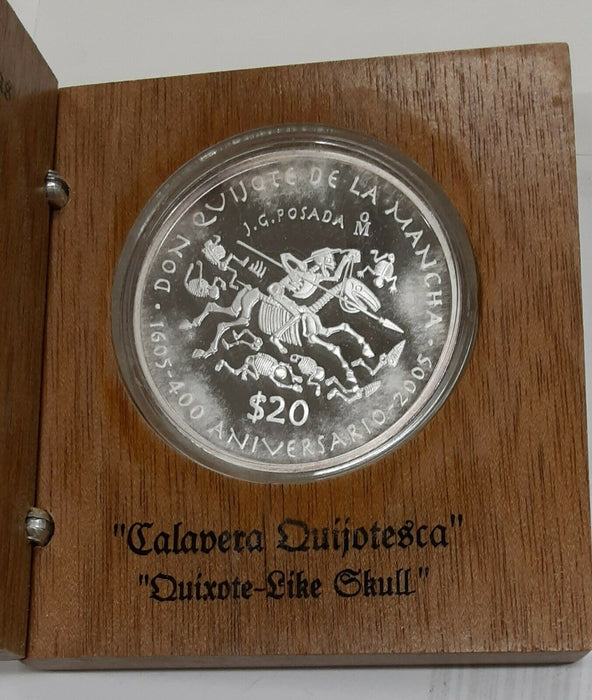 DON QUIJOTE DE LA MANCHA
J.G. POSADA
Mo
$20
1605-400 ANIVERSARIO 2005
"Calavera Quijotesca"
"Quixote-Like Skull"